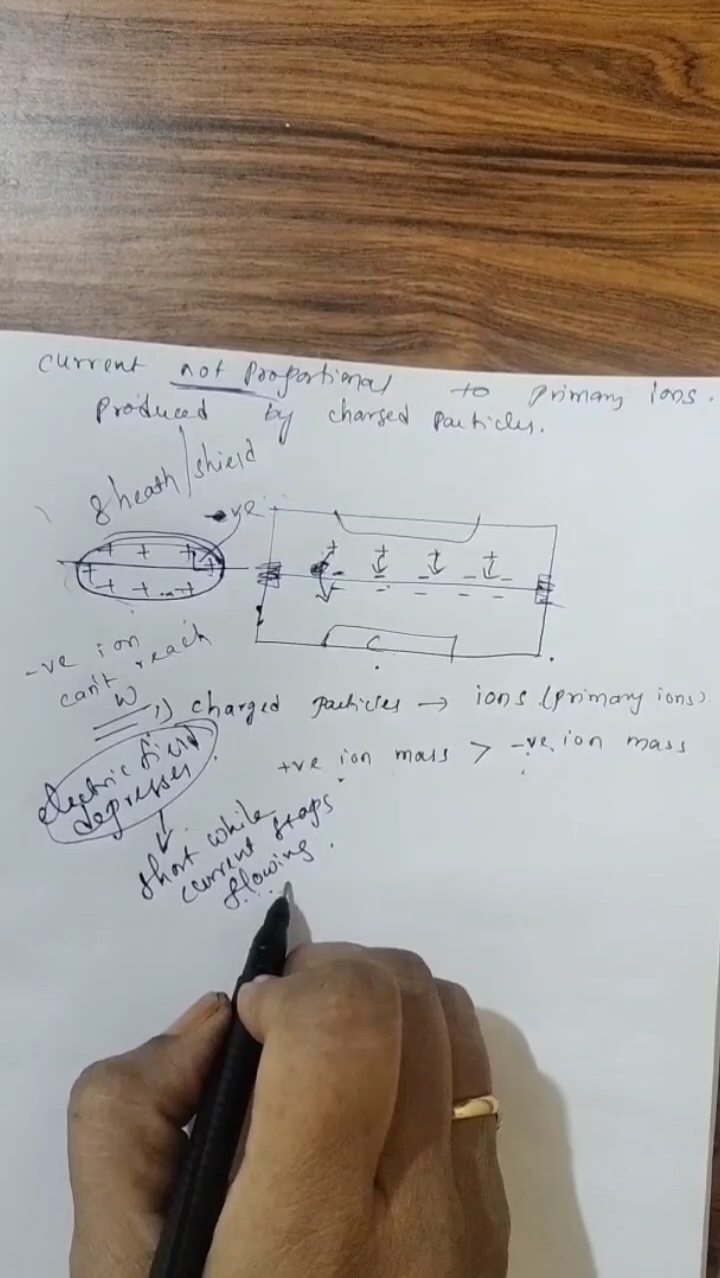 current not proportional to primary ions.
produced by charged particles.
sheath/shield
-ve
+ + +
+ +
+ + ... +
+ + + +
- - - - - -
- - - - -
C
-ve ion
can't reach
W
1) charged particles → ions (primary ions)
+ve ion mass > -ve ion mass
electric field
depresses
short while
current stops
flowing.